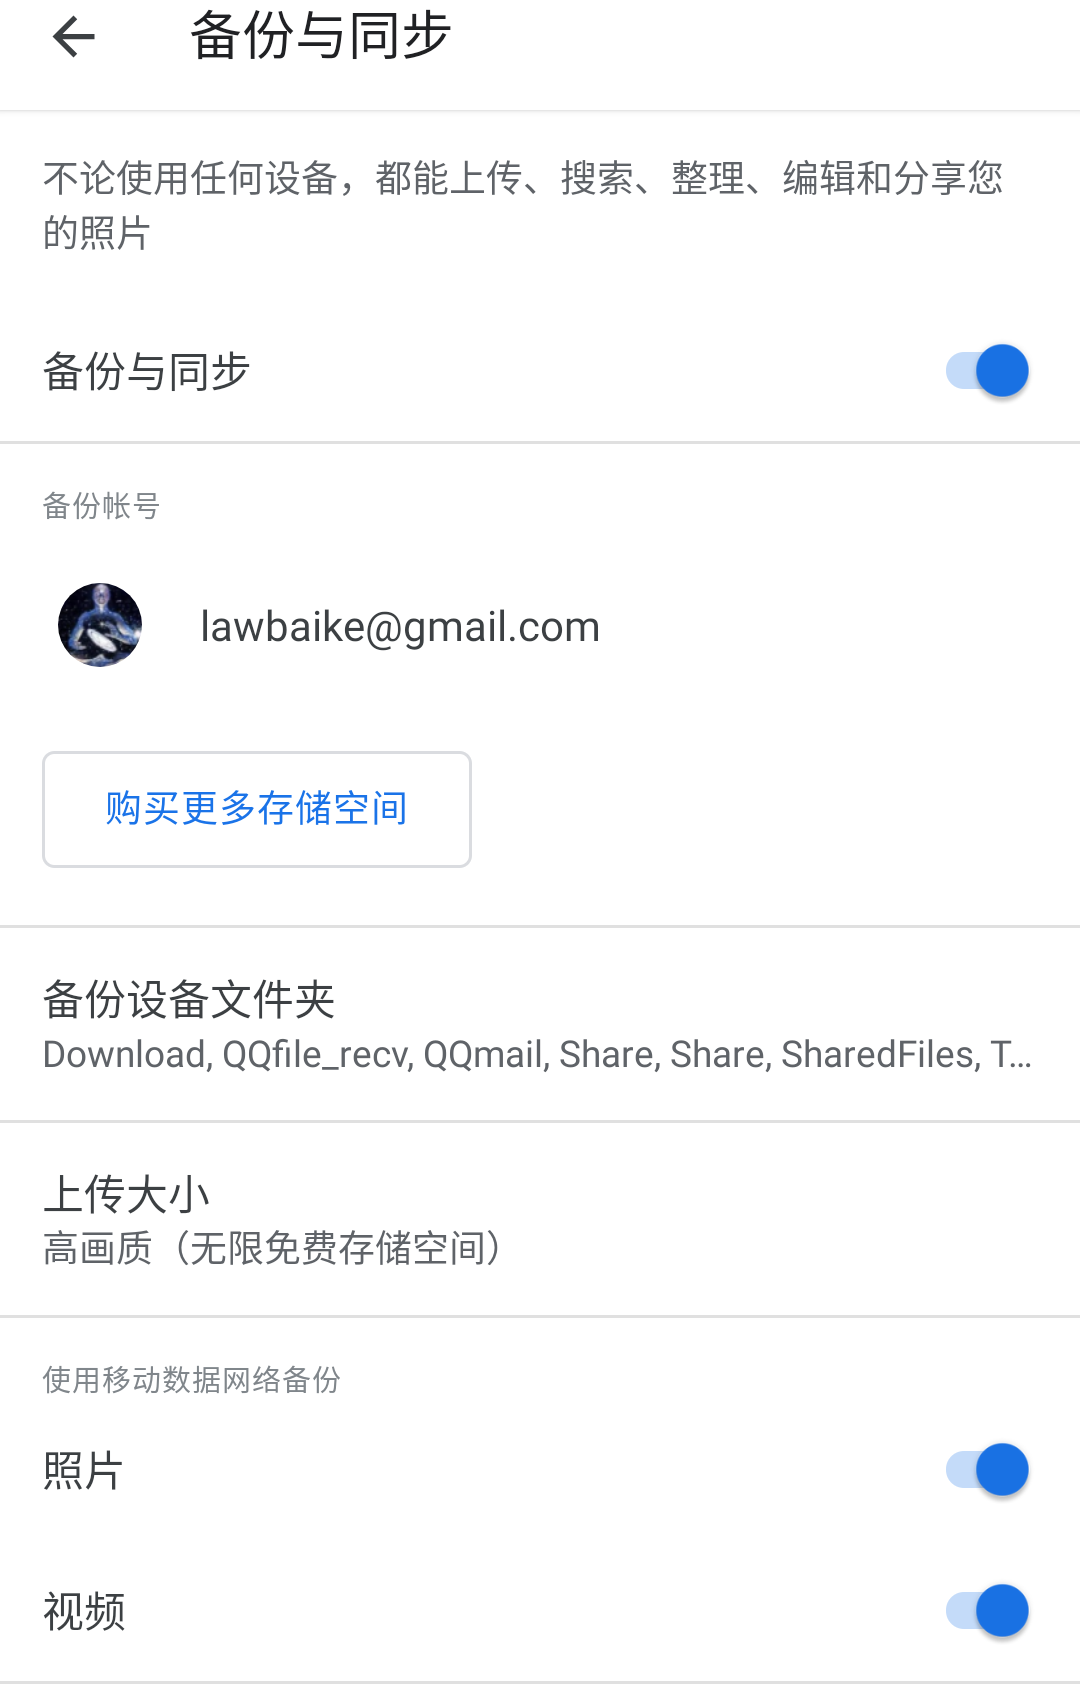 备份与同步
不论使用任何设备，都能上传、搜索、整理、编辑和分享您
的照片
备份与同步
备份帐号
lawbaike@gmail.com
购买更多存储空间
备份设备文件夹
Download, QQfile_recv, QQmail, Share, Share, SharedFiles, T...
上传大小
高画质（无限免费存储空间）
使用移动数据网络备份
照片
视频